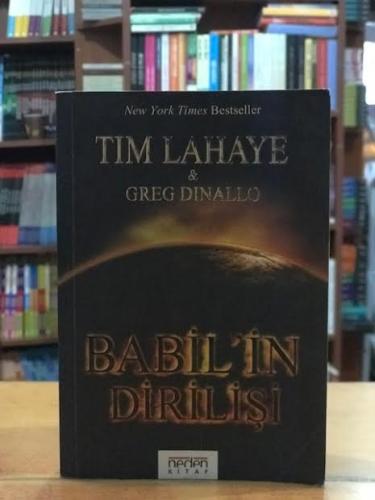 New York Times Bestseller
TIM LAHAYE
&
GREG DINALLO
BABİL'İN
DİRİLİŞİ
neden
KİTAP